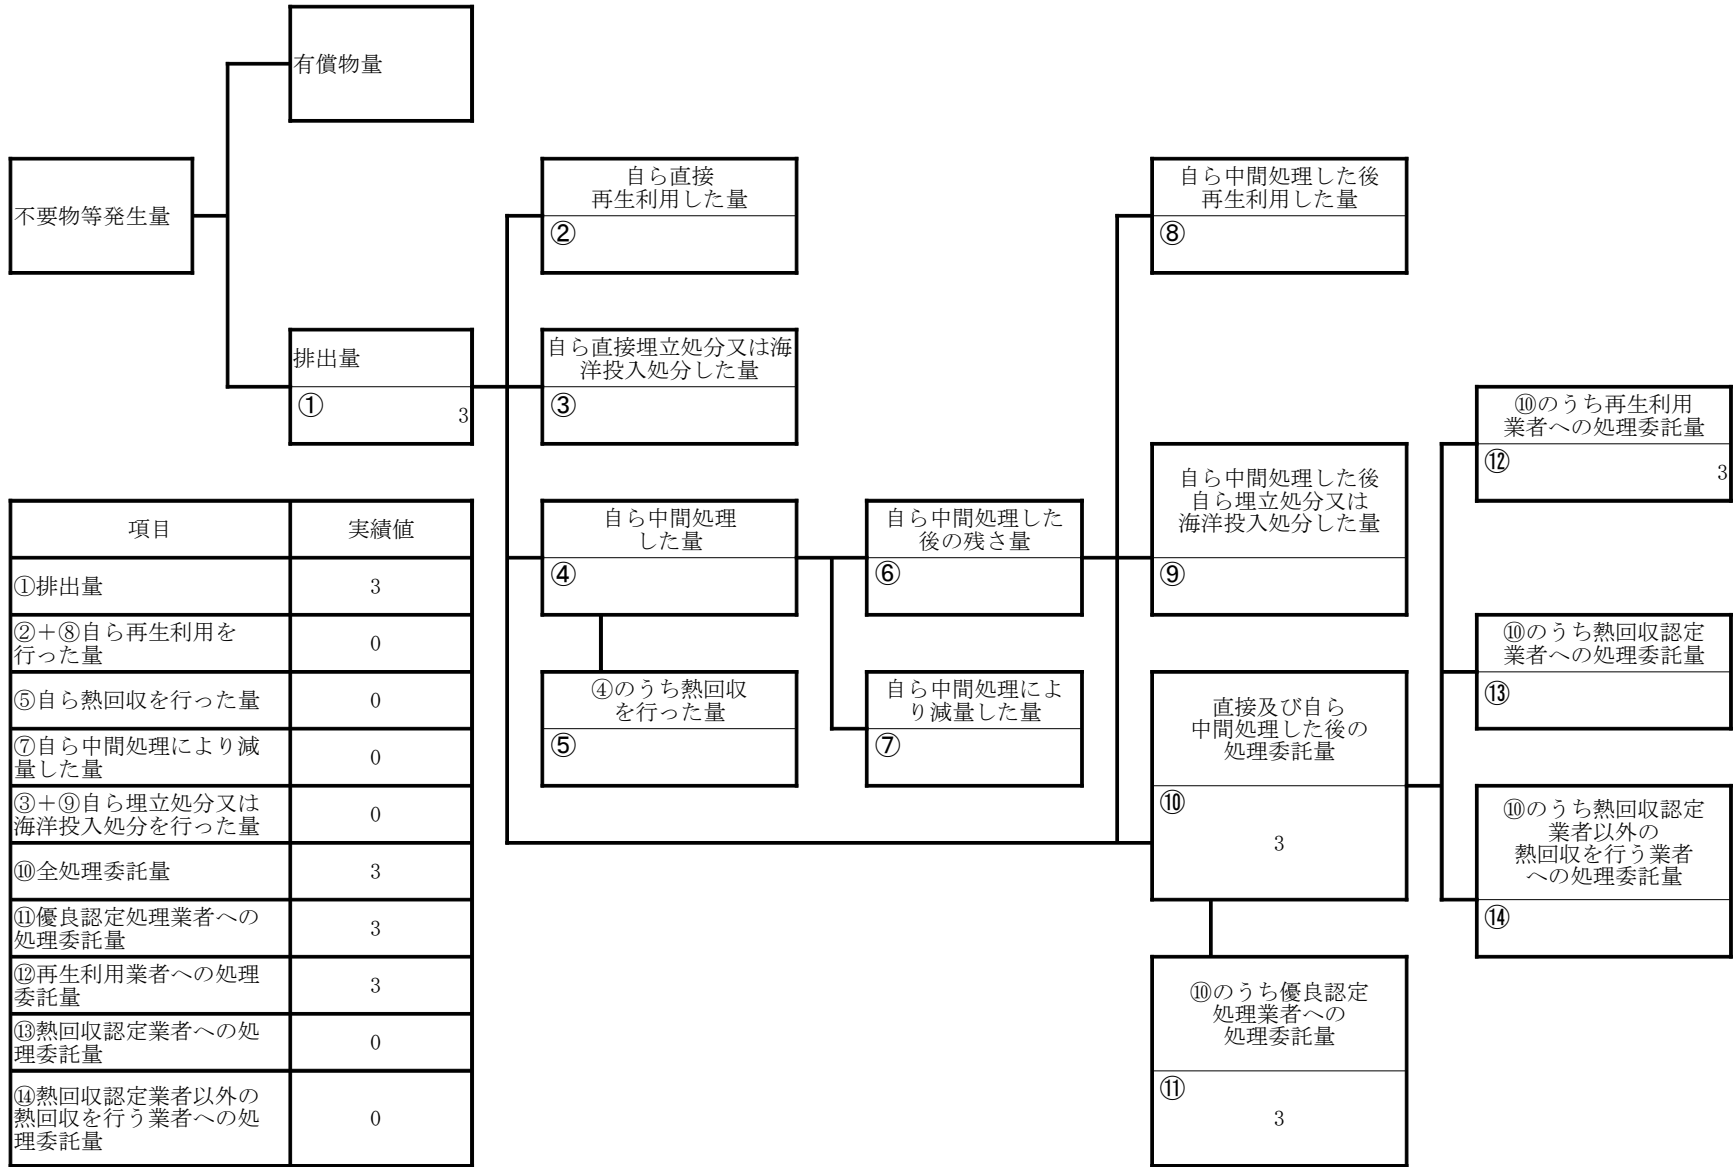 有償物量
不要物等発生量
自ら直接
再生利用した量
②
自ら中間処理した後
再生利用した量
⑧
排出量
①
3
自ら直接埋立処分又は海
洋投入処分した量
③
⑩のうち再生利用
業者への処理委託量
⑫
3
自ら中間処理
した量
④
自ら中間処理した
後の残さ量
⑥
自ら中間処理した後
自ら埋立処分又は
海洋投入処分した量
⑨
⑩のうち熱回収認定
業者への処理委託量
⑬
④のうち熱回収
を行った量
⑤
自ら中間処理によ
り減量した量
⑦
直接及び自ら
中間処理した後の
処理委託量
⑩
3
⑩のうち熱回収認定
業者以外の
熱回収を行う業者
への処理委託量
⑭
⑩のうち優良認定
処理業者への
処理委託量
⑪
3
項目 実績値
①排出量 3
②+⑧自ら再生利用を
行った量 0
⑤自ら熱回収を行った量 0
⑦自ら中間処理により減
量した量 0
③+⑨自ら埋立処分又は
海洋投入処分を行った量 0
⑩全処理委託量 3
⑪優良認定処理業者への
処理委託量 3
⑫再生利用業者への処理
委託量 3
⑬熱回収認定業者への処
理委託量 0
⑭熱回収認定業者以外の
熱回収を行う業者への処
理委託量 0